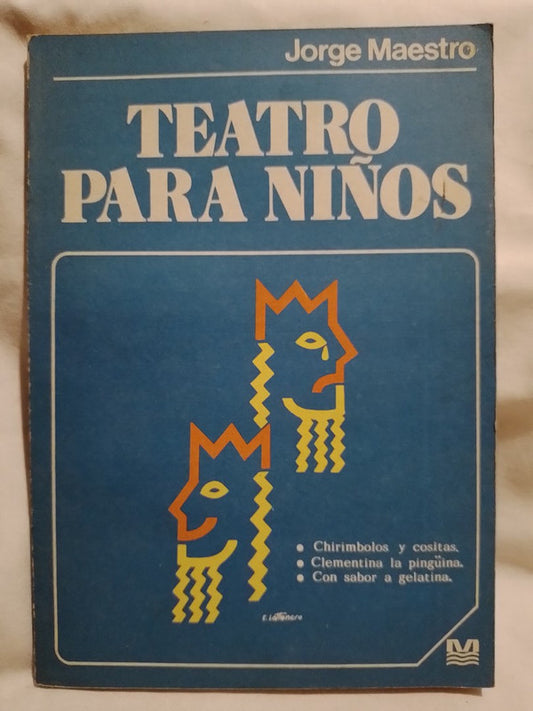 Jorge Maestro
TEATRO
PARA NIÑOS
• Chirimbolos y cositas.
• Clementina la pingüina.
• Con sabor a gelatina.